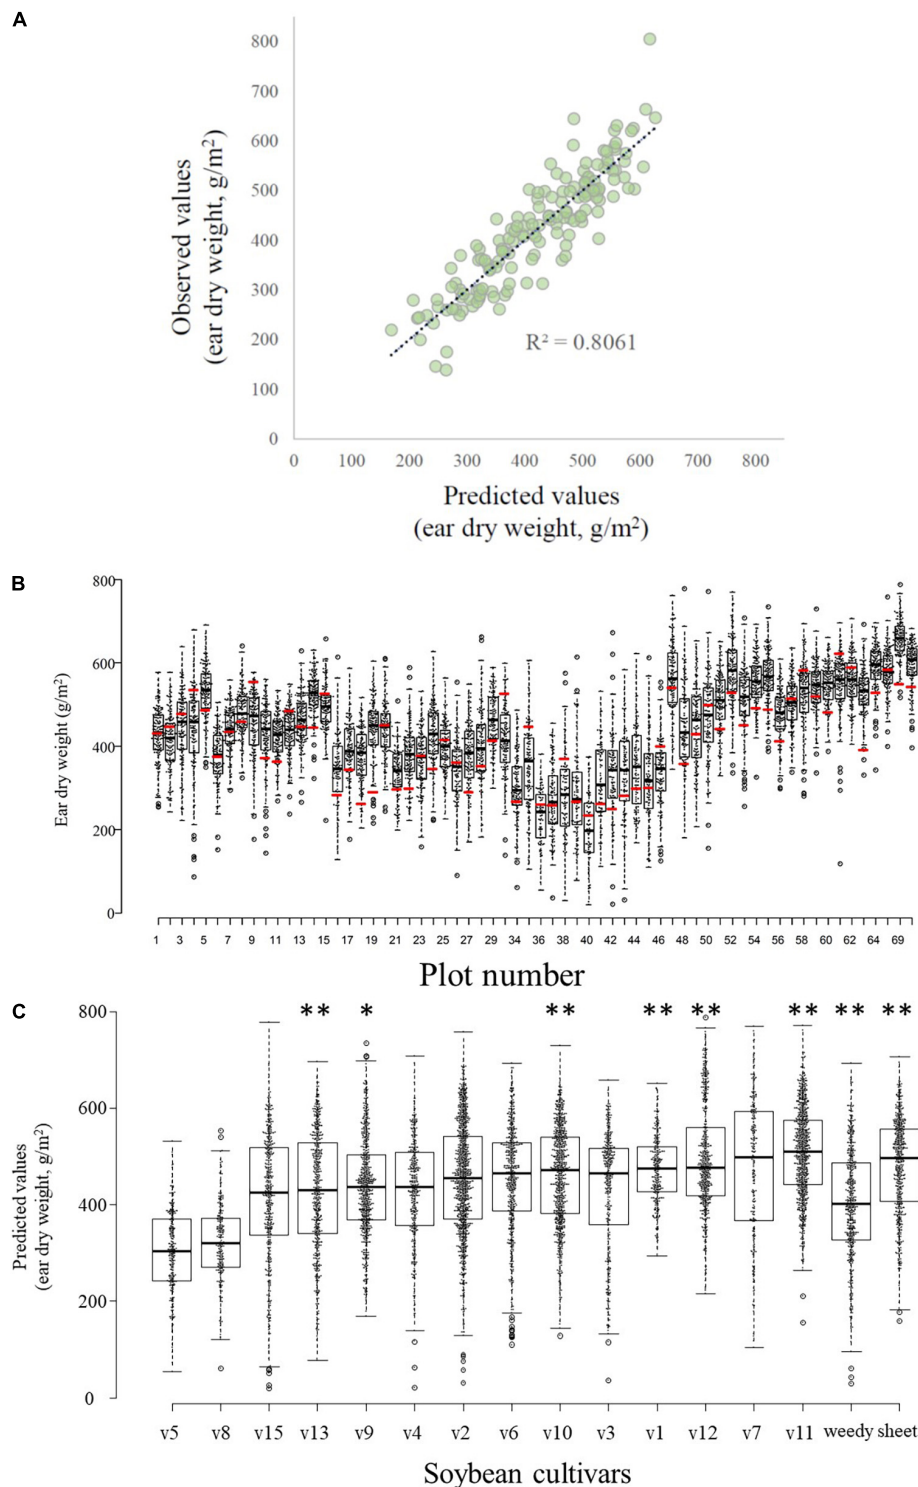 A
800
700
600
500
400
300
200
100
0
Observed values
(ear dry weight, g/m²)
R² = 0.8061
0 100 200 300 400 500 600 700 800
Predicted values
(ear dry weight, g/m²)
B
800
600
400
200
0
Ear dry weight (g/m²)
1 3 5 7 9 11 13 15 17 19 21 23 25 27 29 34 36 38 40 42 44 46 48 50 52 54 56 58 60 62 64 69
Plot number
C
** * ** ** ** ** ** **
800
600
400
200
0
Predicted values
(ear dry weight, g/m²)
v5 v8 v15 v13 v9 v4 v2 v6 v10 v3 v1 v12 v7 v11 weedy sheet
Soybean cultivars